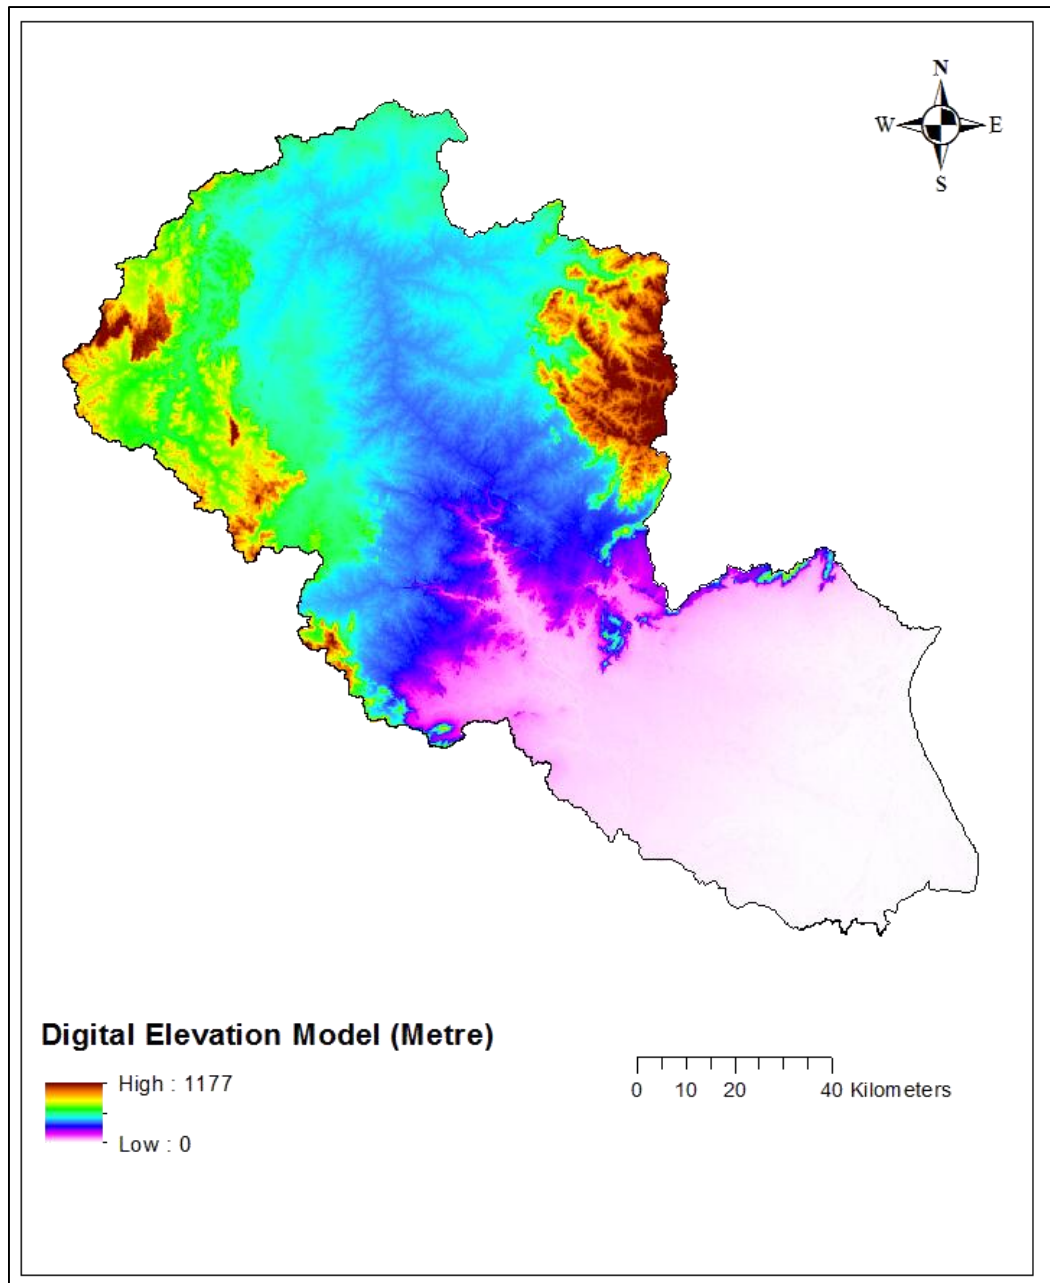 N
W E
S
Digital Elevation Model (Metre)
High : 1177
Low : 0
0 10 20 40 Kilometers